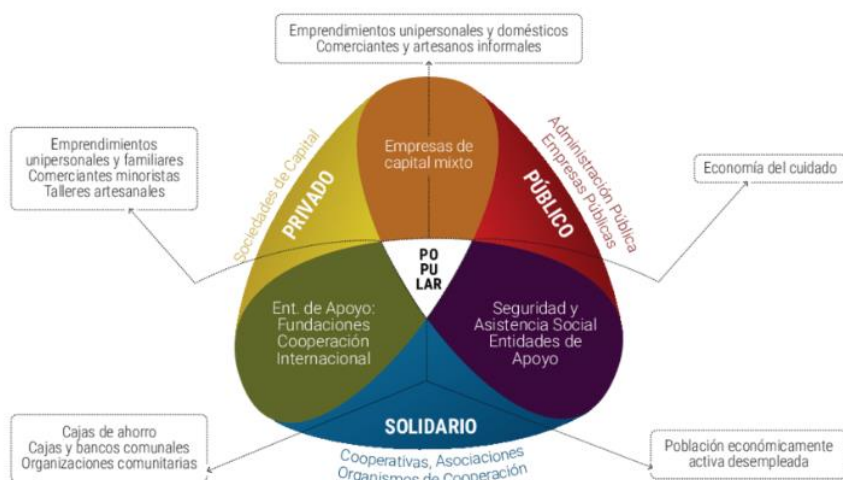 Emprendimientos unipersonales y domésticos
Comerciantes y artesanos informales
Emprendimientos
unipersonales y familiares
Comerciantes minoristas
Talleres artesanales
Sociedades de Capital
PRIVADO
Empresas de
capital mixto
PÚBLICO
Administración Pública
Empresas Públicas
Economía del cuidado
PO
PU
LAR
Ent. de Apoyo:
Fundaciones
Cooperación
Internacional
Seguridad y
Asistencia Social
Entidades de
Apoyo
SOLIDARIO
Cooperativas, Asociaciones
Organismos de Cooperación
Cajas de ahorro
Cajas y bancos comunales
Organizaciones comunitarias
Población económicamente
activa desempleada